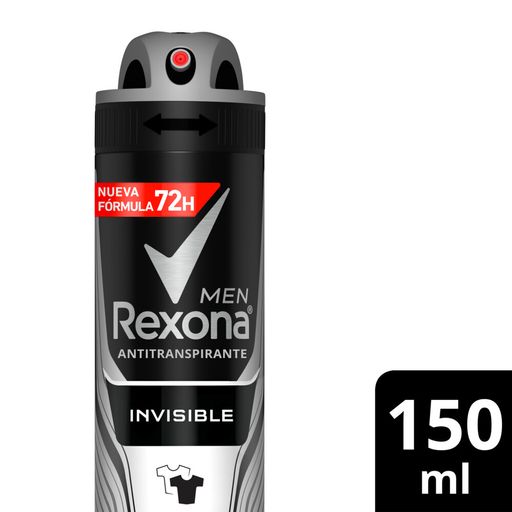 NUEVA
FÓRMULA 72H
MEN
Rexona®
ANTITRANSPIRANTE
INVISIBLE
150
ml